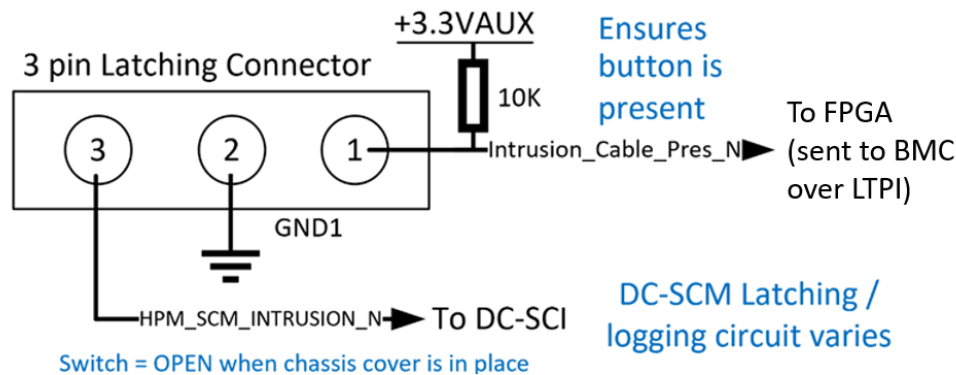 +3.3VAUX
3 pin Latching Connector
10K
Ensures
button is
present
3
2
1
Intrusion_Cable_Pres_N
To FPGA
(sent to BMC
over LTPI)
GND1
HPM_SCM_INTRUSION_N
To DC-SCI
DC-SCM Latching /
logging circuit varies
Switch = OPEN when chassis cover is in place